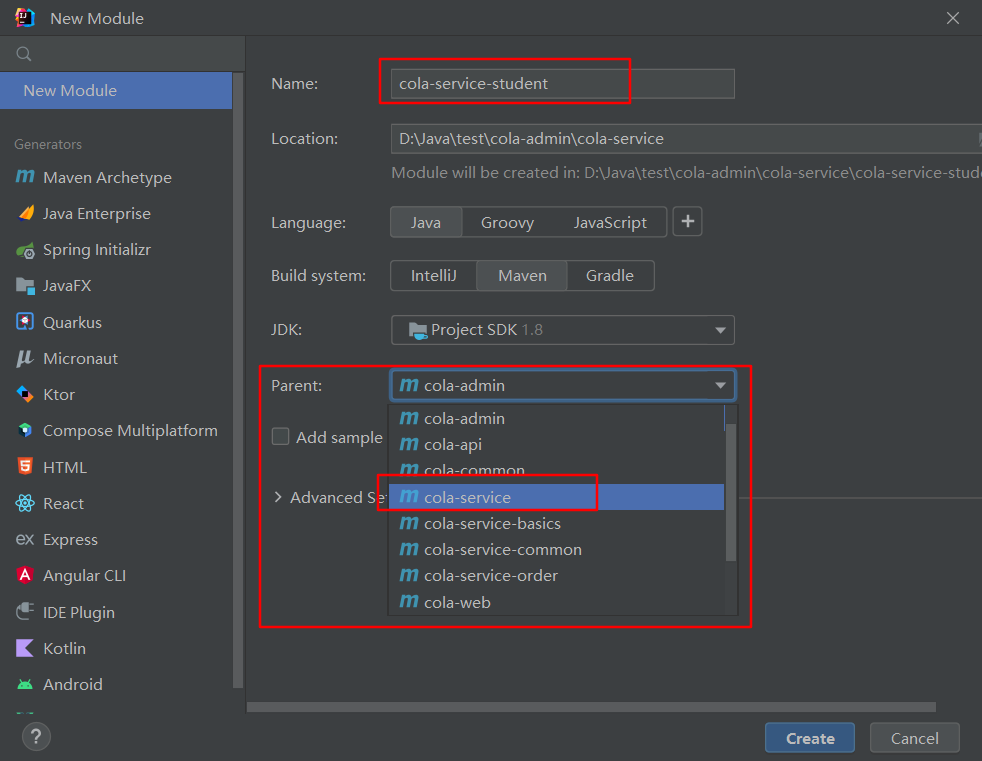 New Module
New Module
Generators
Maven Archetype
Java Enterprise
Spring Initializr
JavaFX
Quarkus
Micronaut
Ktor
Compose Multiplatform
HTML
React
Express
Angular CLI
IDE Plugin
Kotlin
Android
Name: cola-service-student
Location: D:\Java\test\cola-admin\cola-service
Module will be created in: D:\Java\test\cola-admin\cola-service\cola-service-stude
Language: Java Groovy JavaScript +
Build system: IntelliJ Maven Gradle
JDK: Project SDK 1.8
Parent: cola-admin
cola-admin
Add sample
cola-api
cola-common
Advanced Set
cola-service
cola-service-basics
cola-service-common
cola-service-order
cola-web
? Create Cancel